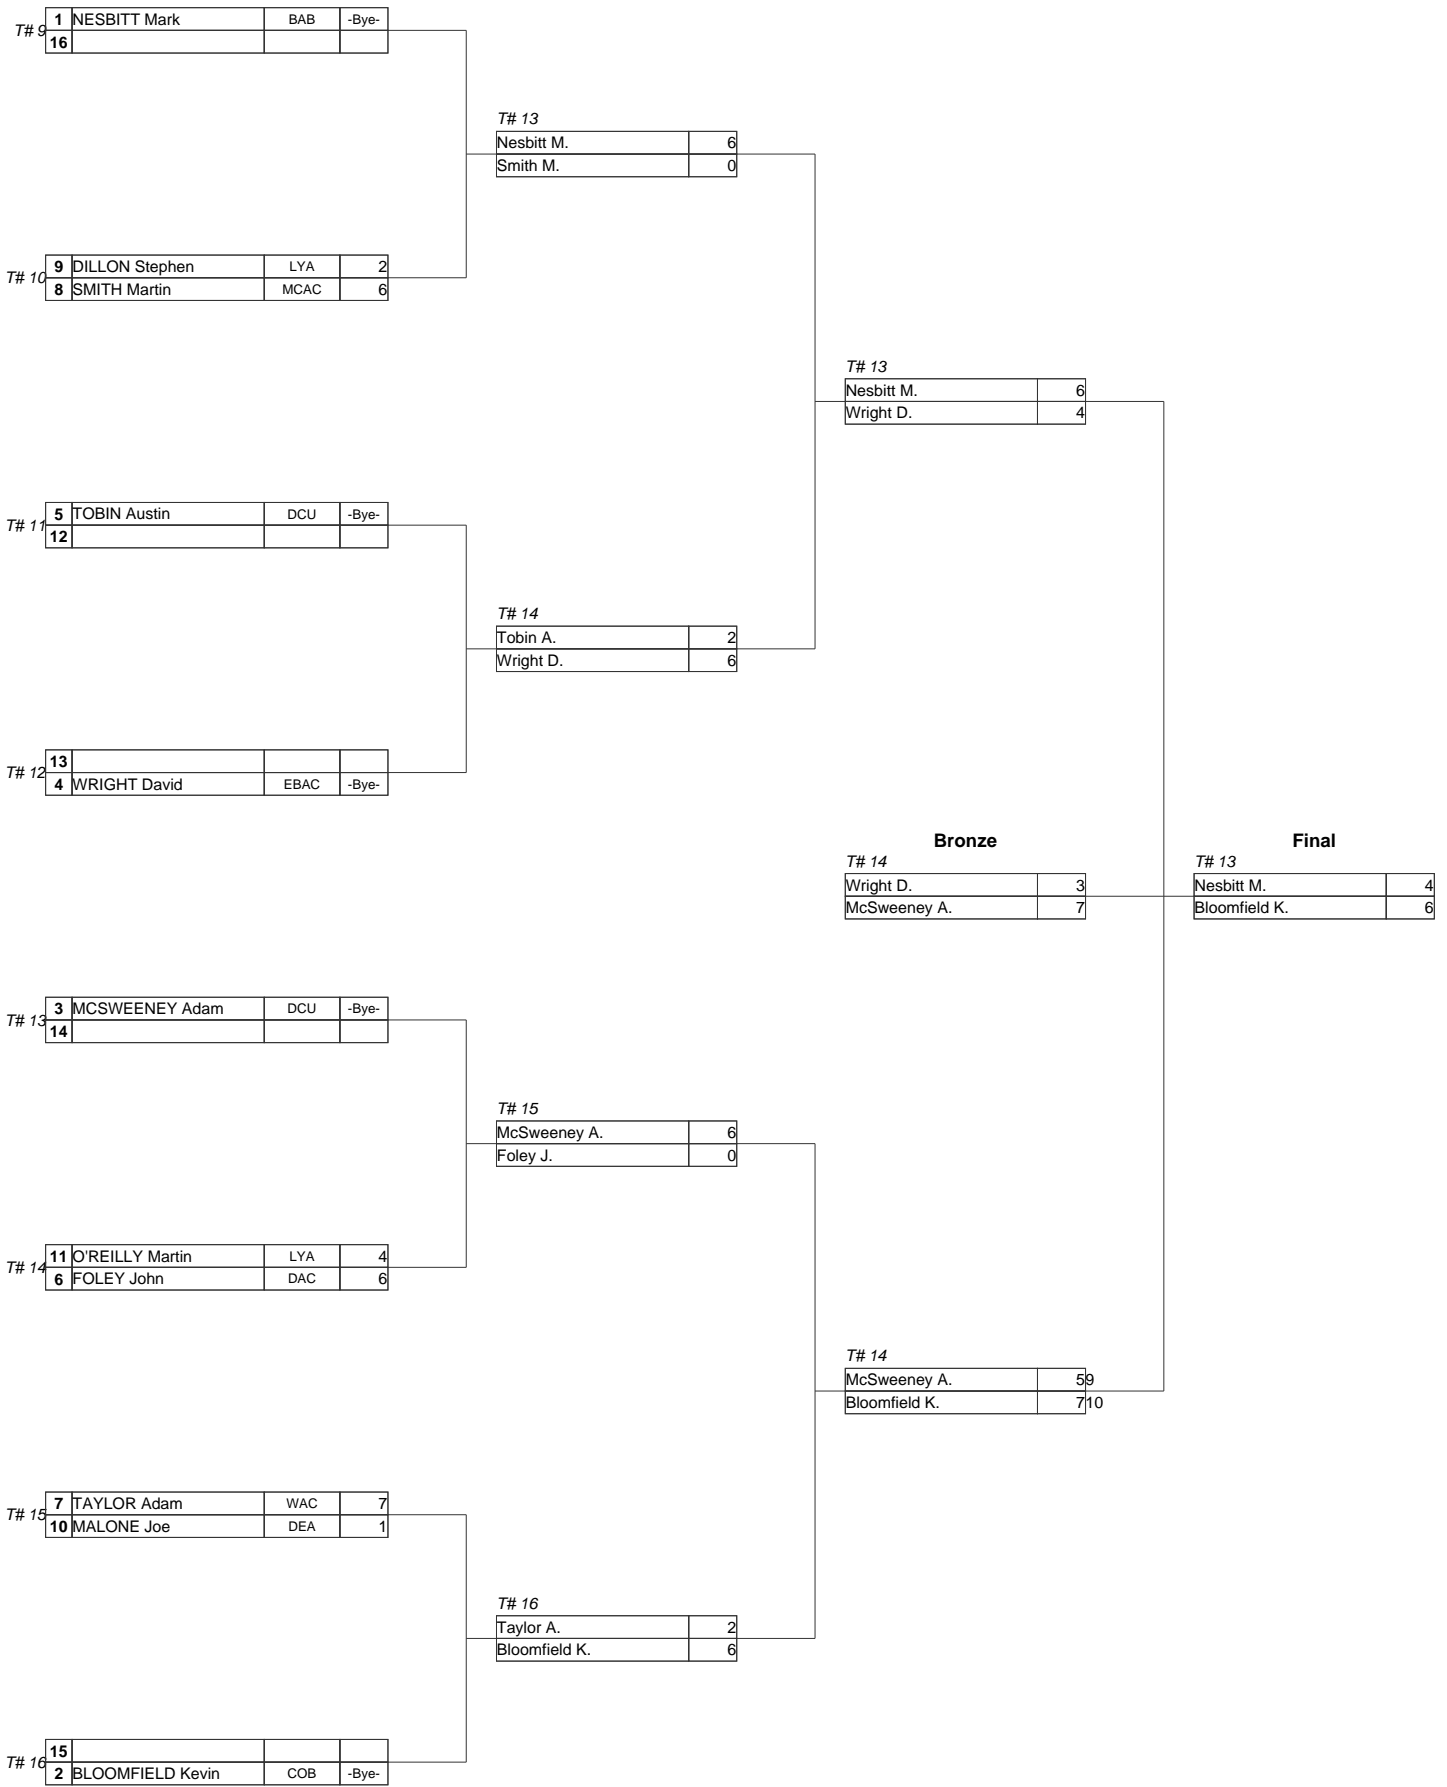 T# 9
1 NESBITT Mark BAB -Bye-
16
T# 13
Nesbitt M. 6
Smith M. 0
T# 10
9 DILLON Stephen LYA 2
8 SMITH Martin MCAC 6
T# 13
Nesbitt M. 6
Wright D. 4
T# 11
5 TOBIN Austin DCU -Bye-
12
T# 14
Tobin A. 2
Wright D. 6
T# 12
13
4 WRIGHT David EBAC -Bye-
Bronze
T# 14
Wright D. 3
McSweeney A. 7
Final
T# 13
Nesbitt M. 4
Bloomfield K. 6
T# 13
3 MCSWEENEY Adam DCU -Bye-
14
T# 15
McSweeney A. 6
Foley J. 0
T# 14
11 O'REILLY Martin LYA 4
6 FOLEY John DAC 6
T# 14
McSweeney A. 5 9
Bloomfield K. 7 10
T# 15
7 TAYLOR Adam WAC 7
10 MALONE Joe DEA 1
T# 16
Taylor A. 2
Bloomfield K. 6
T# 16
15
2 BLOOMFIELD Kevin COB -Bye-